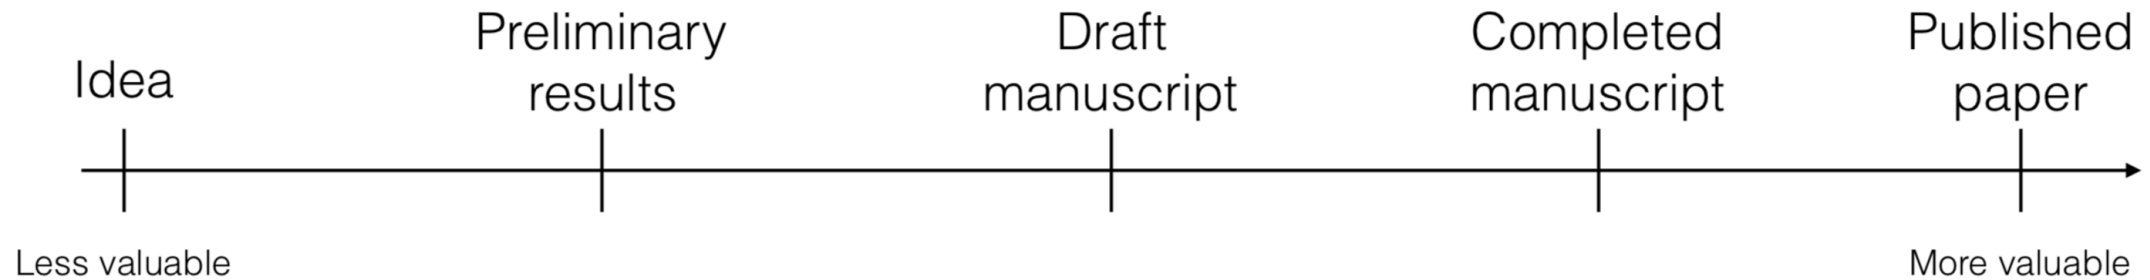 Idea
Preliminary
results
Draft
manuscript
Completed
manuscript
Published
paper
Less valuable
More valuable